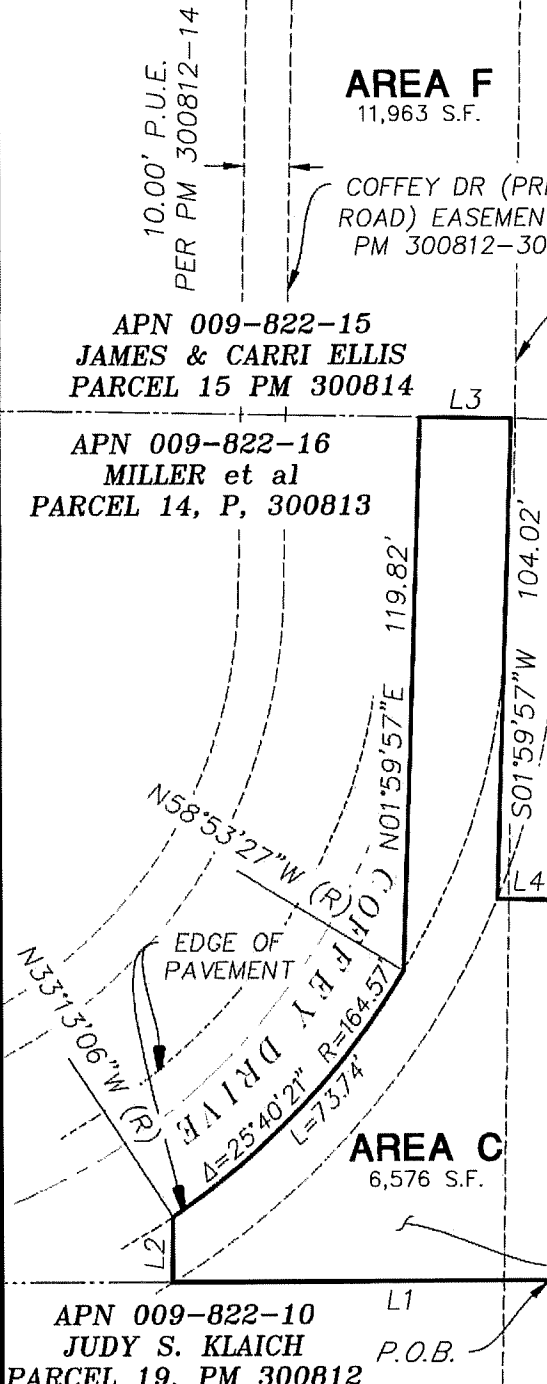 10.00' P.U.E.
PER PM 300812-14
AREA F
11,963 S.F.
COFFEY DR (PRI
ROAD) EASEMEN
PM 300812-30
APN 009-822-15
JAMES & CARRI ELLIS
PARCEL 15 PM 300814
L3
APN 009-822-16
MILLER et al
PARCEL 14, P, 300813
N01°59'57"E 119.82'
S01°59'57"W 104.02'
L4
N58°53'27"W (R)
EDGE OF
PAVEMENT
N33°13'06"W (R)
COFFEY DRIVE
Δ=25°40'21" R=164.57'
L=73.74'
AREA C
6,576 S.F.
L2
L1
APN 009-822-10
JUDY S. KLAICH
PARCEL 19, PM 300812
P.O.B.